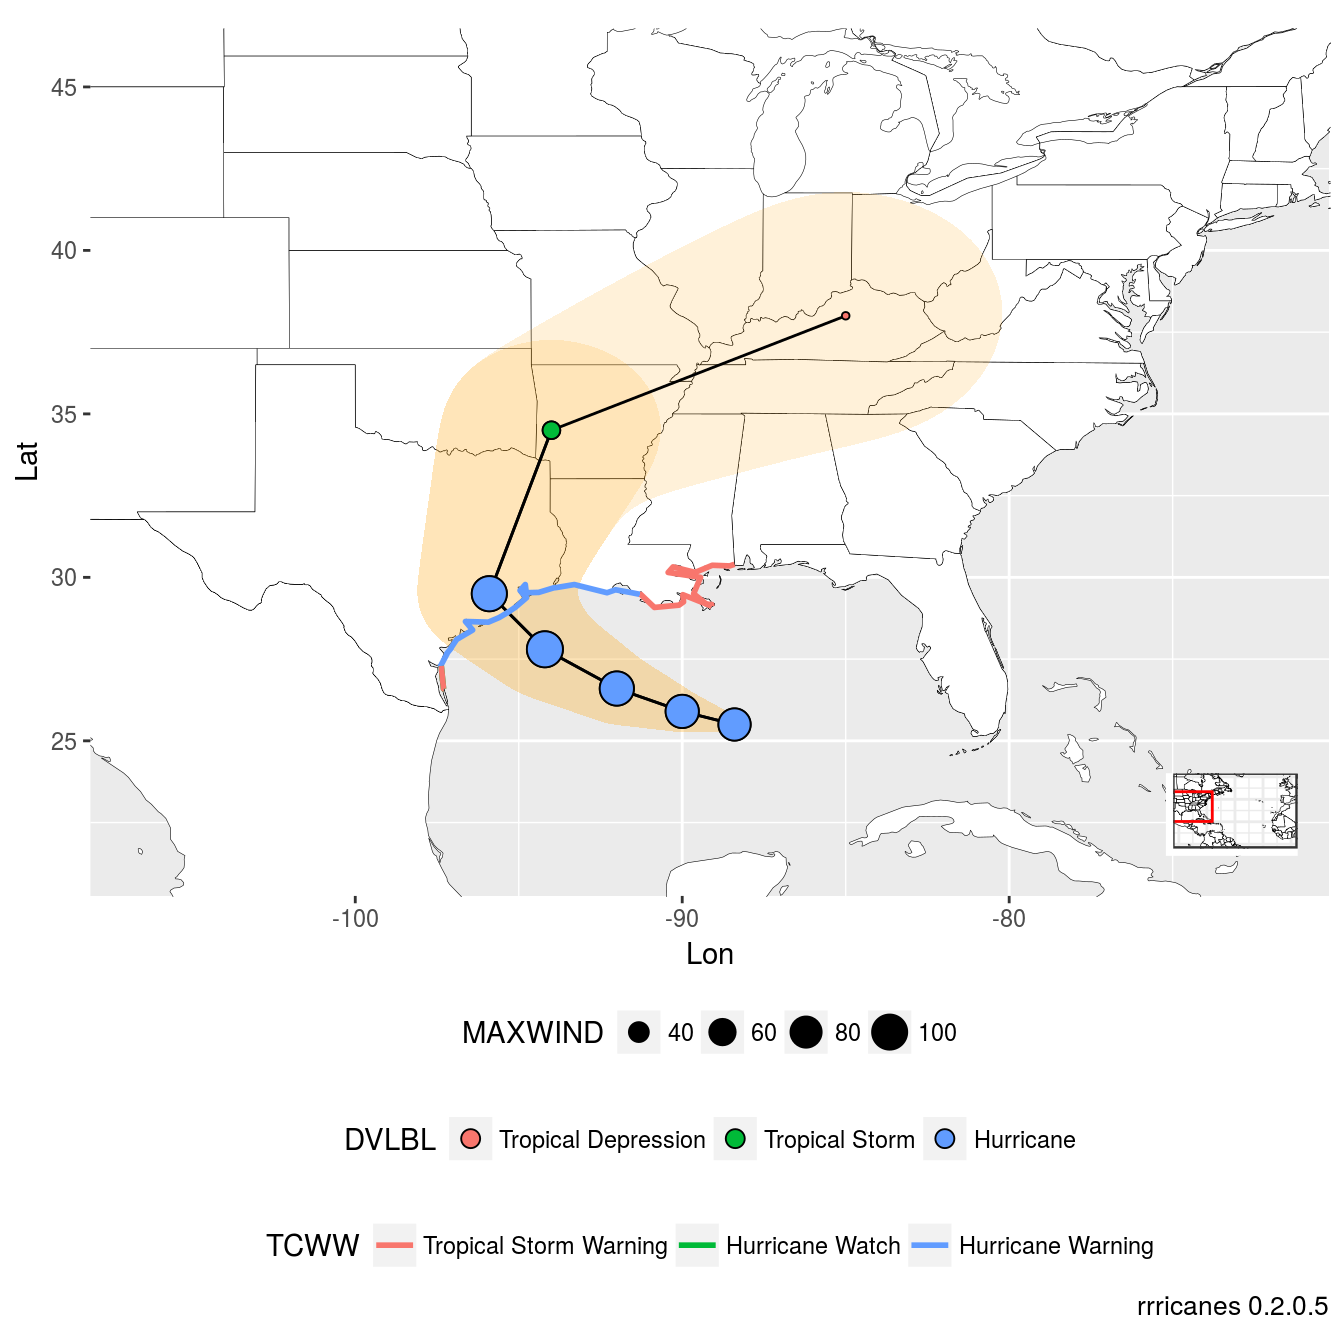 45
40
35
30
25
Lat
-100
-90
-80
Lon
MAXWIND 40 60 80 100
DVLBL Tropical Depression Tropical Storm Hurricane
TCWW Tropical Storm Warning Hurricane Watch Hurricane Warning
rrricanes 0.2.0.5